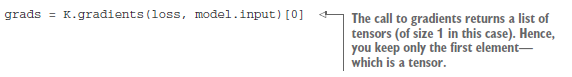 grads = K.gradients(loss, model.input)[0]
The call to gradients returns a list of
tensors (of size 1 in this case). Hence,
you keep only the first element—
which is a tensor.